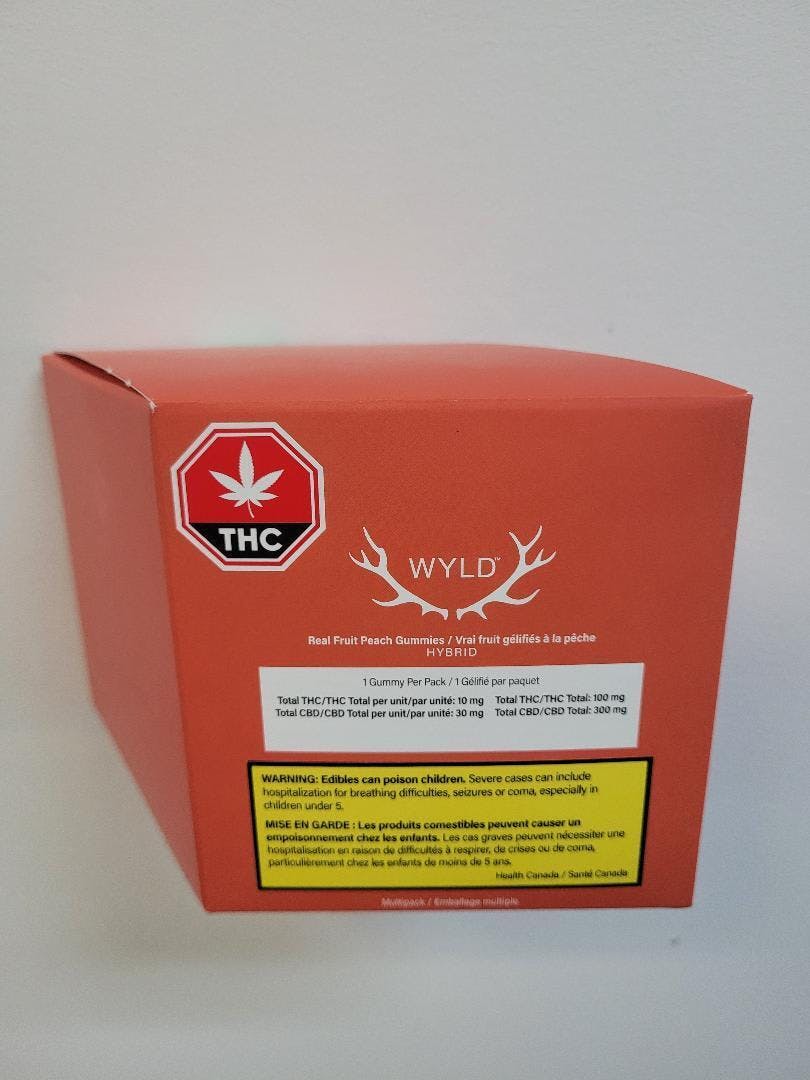 THC
WYLD™
Real Fruit Peach Gummies / Vrai fruit gélifiés à la pêche
HYBRID
1 Gummy Per Pack / 1 Gélifié par paquet
Total THC/THC Total per unit/par unité: 10 mg Total THC/THC Total: 100 mg
Total CBD/CBD Total per unit/par unité: 30 mg Total CBD/CBD Total: 300 mg
WARNING: Edibles can poison children. Severe cases can include
hospitalization for breathing difficulties, seizures or coma, especially in
children under 5.
MISE EN GARDE : Les produits comestibles peuvent causer un
empoisonnement chez les enfants. Les cas graves peuvent nécessiter une
hospitalisation en raison de difficultés à respirer, de crises ou de coma,
particulièrement chez les enfants de moins de 5 ans.
Health Canada / Santé Canada
Multipack / Emballage multiple